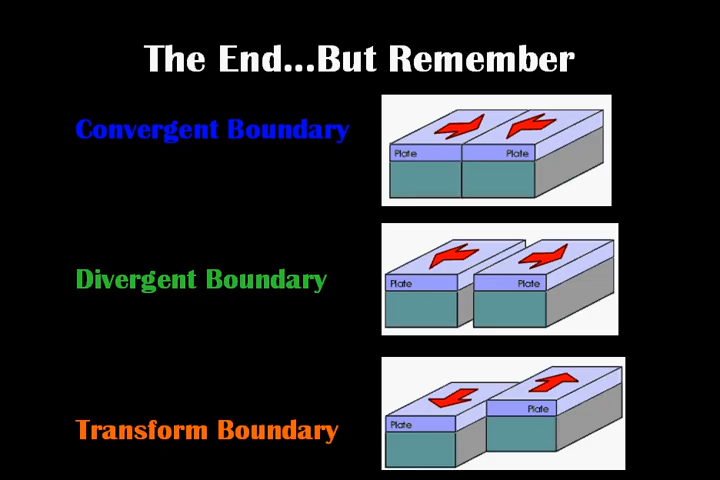 The End...But Remember
Convergent Boundary
Plate Plate
Divergent Boundary
Plate Plate
Transform Boundary
Plate Plate